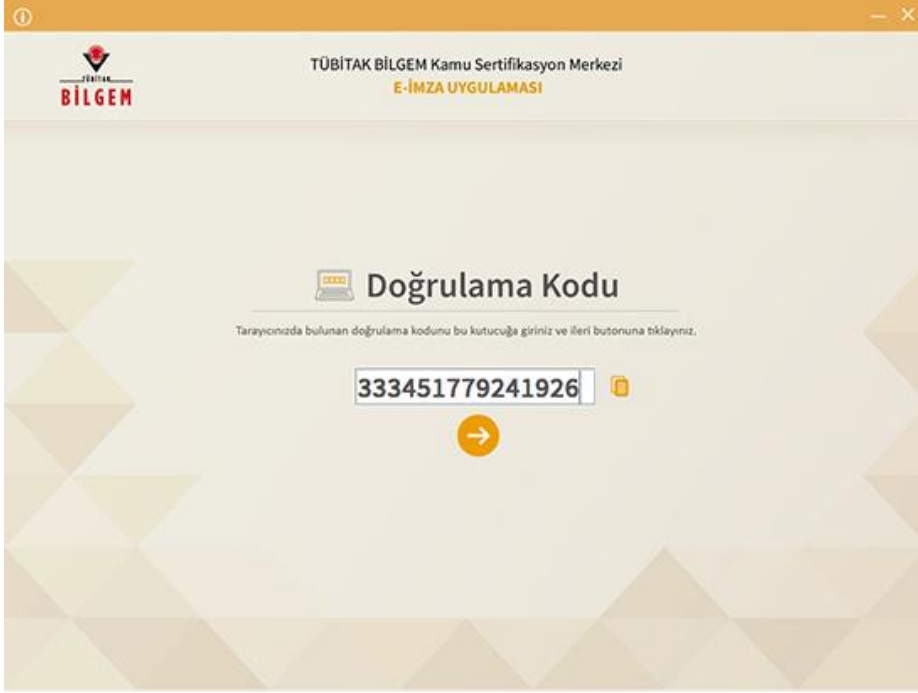 TÜBİTAK
BİLGEM
TÜBİTAK BİLGEM Kamu Sertifikasyon Merkezi
E-İMZA UYGULAMASI
Doğrulama Kodu
Tarayıcınızda bulunan doğrulama kodunu bu kutucuğa giriniz ve ileri butonuna tıklayınız.
333451779241926